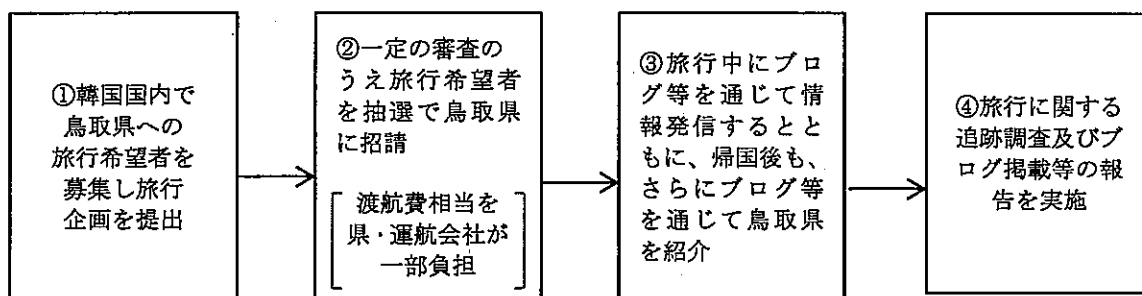 ①韓国国内で
鳥取県への
旅行希望者を
募集し旅行
企画を提出
②一定の審査の
うえ旅行希望者
を抽選で鳥取県
に招請
渡航費相当を
県・運航会社が
一部負担
③旅行中にブロ
グ等を通じて情
報発信するとと
もに、帰国後も、
さらにブログ等
を通じて鳥取県
を紹介
④旅行に関する
追跡調査及びブ
ログ掲載等の報
告を実施